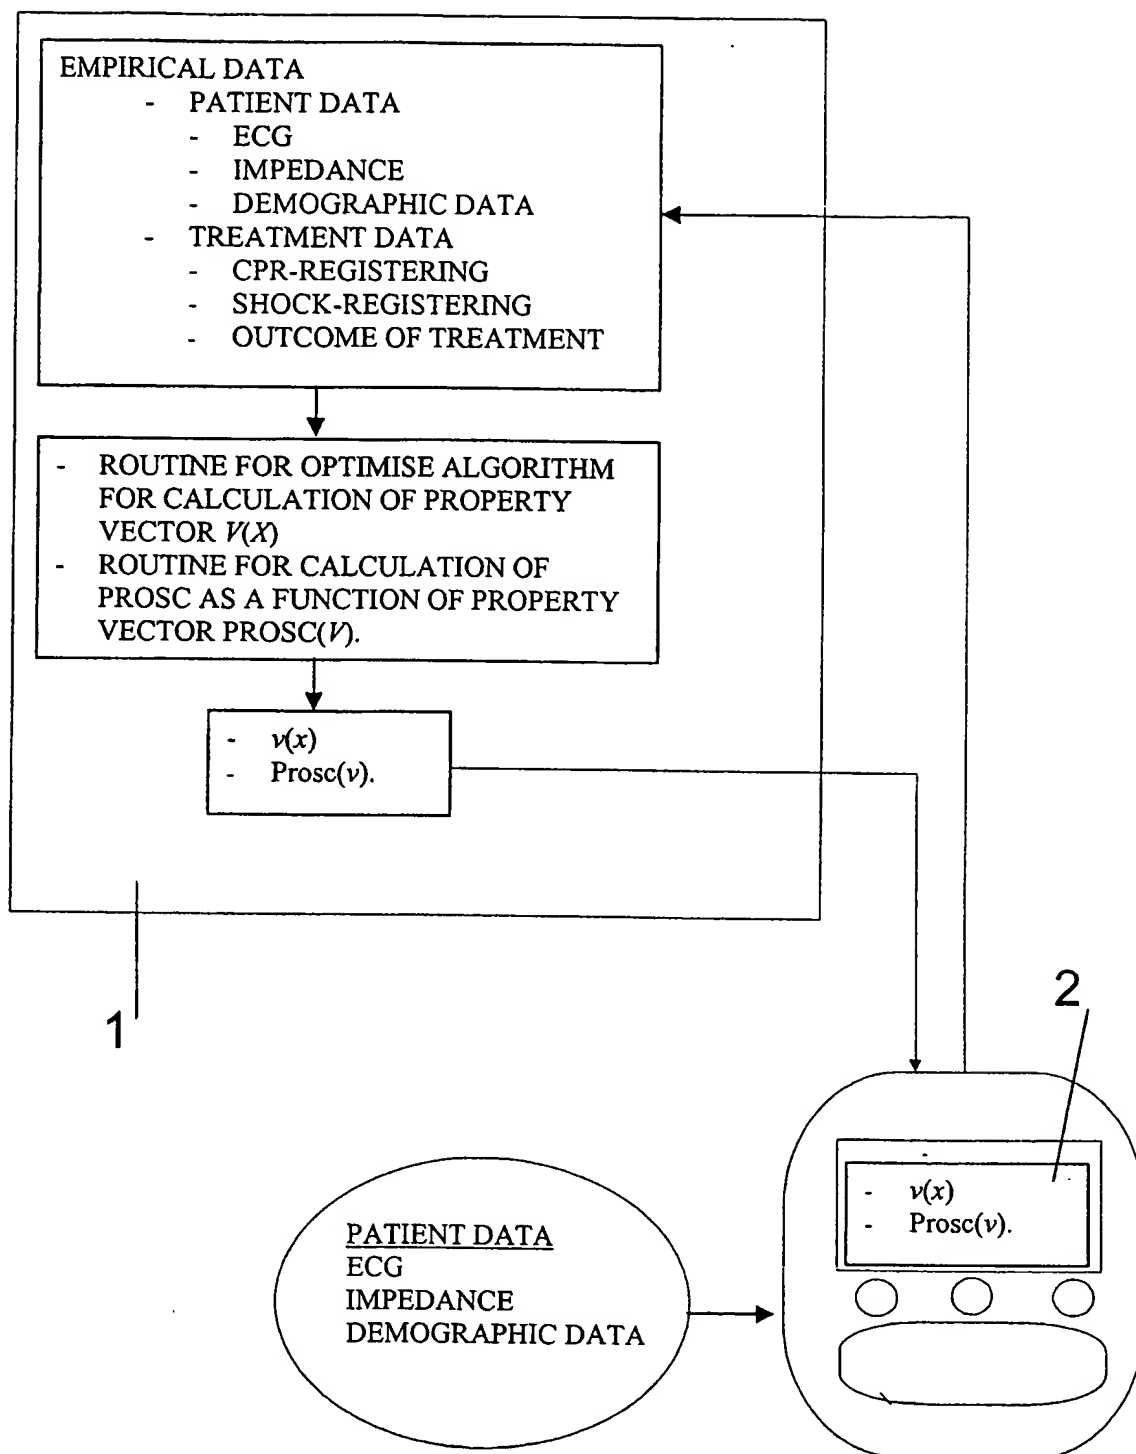 EMPIRICAL DATA
- PATIENT DATA
- ECG
- IMPEDANCE
- DEMOGRAPHIC DATA
- TREATMENT DATA
- CPR-REGISTERING
- SHOCK-REGISTERING
- OUTCOME OF TREATMENT
- ROUTINE FOR OPTIMISE ALGORITHM
FOR CALCULATION OF PROPERTY
VECTOR V(X)
- ROUTINE FOR CALCULATION OF
PROSC AS A FUNCTION OF PROPERTY
VECTOR PROSC(V).
- v(x)
- Prosc(v).
1
2
- v(x)
- Prosc(v).
PATIENT DATA
ECG
IMPEDANCE
DEMOGRAPHIC DATA